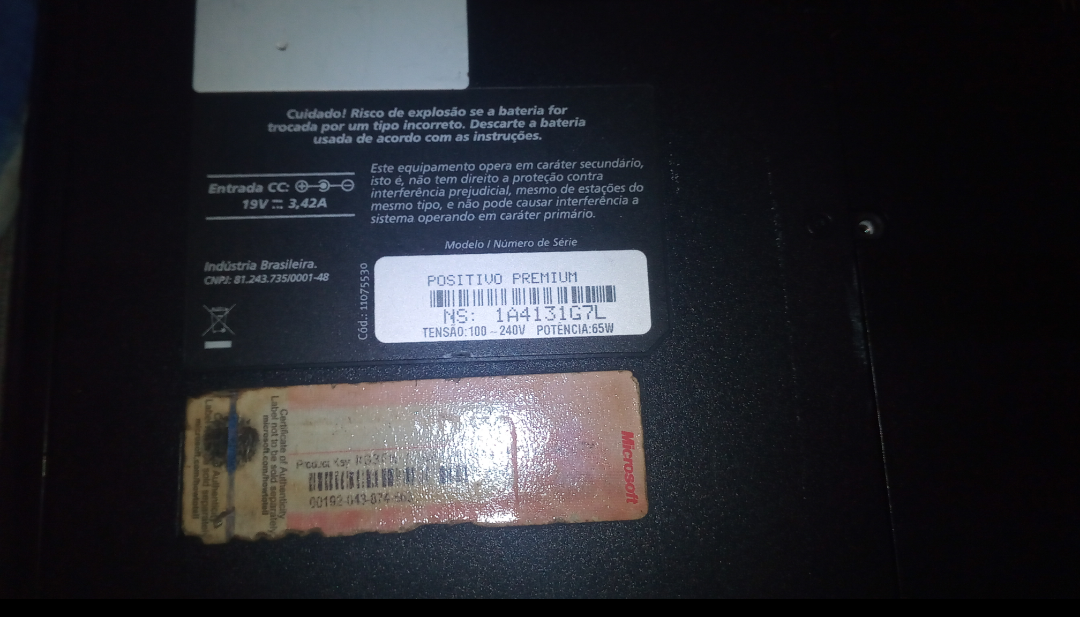 Cuidado! Risco de explosão se a bateria for
trocada por um tipo incorreto. Descarte a bateria
usada de acordo com as instruções.
Entrada CC:
19V 3,42A
Este equipamento opera em caráter secundário,
isto é, não tem direito a proteção contra
interferência prejudicial, mesmo de estações do
mesmo tipo, e não pode causar interferência a
sistema operando em caráter primário.
Modelo / Número de Série
Indústria Brasileira.
CNPJ: 81.243.735/0001-48
Cód.: 11075530
POSITIVO PREMIUM
NS: 1A4131G7L
TENSÃO:100 ~ 240V POTÊNCIA:65W
Certificate of Authenticity
Label not to be sold separately
microsoft.com/howtotell
Product Key
00192-043-874-
Microsoft